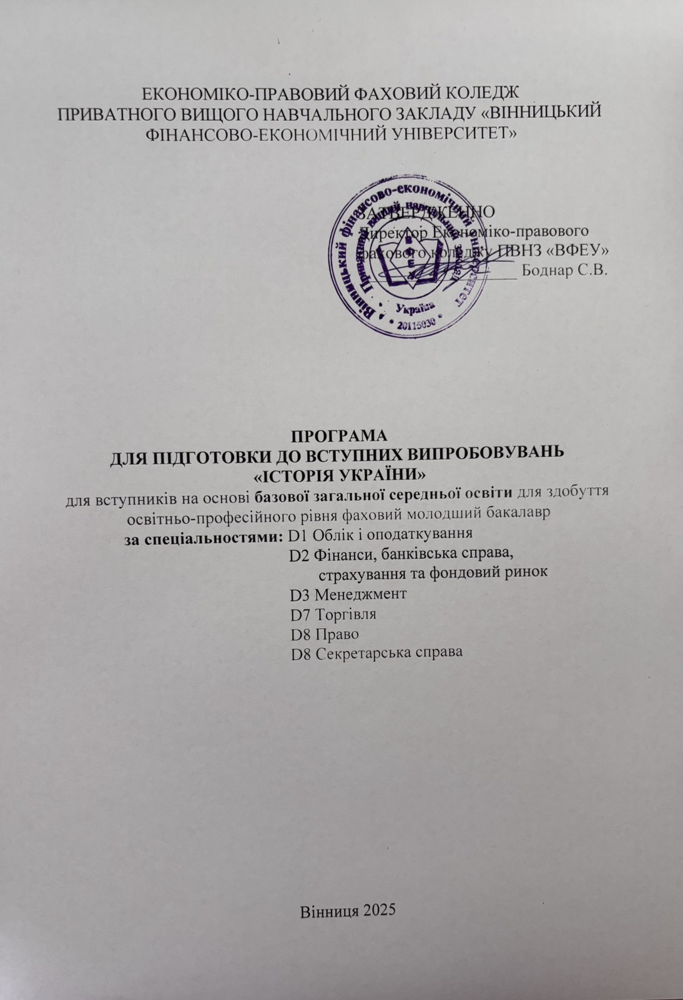 ЕКОНОМІКО-ПРАВОВИЙ ФАХОВИЙ КОЛЕДЖ
ПРИВАТНОГО ВИЩОГО НАВЧАЛЬНОГО ЗАКЛАДУ «ВІННИЦЬКИЙ
ФІНАНСОВО-ЕКОНОМІЧНИЙ УНІВЕРСИТЕТ»
ЗАТВЕРДЖЕННО
Директор Економіко-правового
фахового коледжу ПВНЗ «ВФЕУ»
Боднар С.В.
Вінницький фінансово-економічний університет
Приватний вищий навчальний заклад
ВФЕУ
Україна
* 20115030 *
ПРОГРАМА
ДЛЯ ПІДГОТОВКИ ДО ВСТУПНИХ ВИПРОБОВУВАНЬ
«ІСТОРІЯ УКРАЇНИ»
для вступників на основі базової загальної середньої освіти для здобуття
освітньо-професійного рівня фаховий молодший бакалавр
за спеціальностями: D1 Облік і оподаткування
D2 Фінанси, банківська справа,
страхування та фондовий ринок
D3 Менеджмент
D7 Торгівля
D8 Право
D8 Секретарська справа
Вінниця 2025